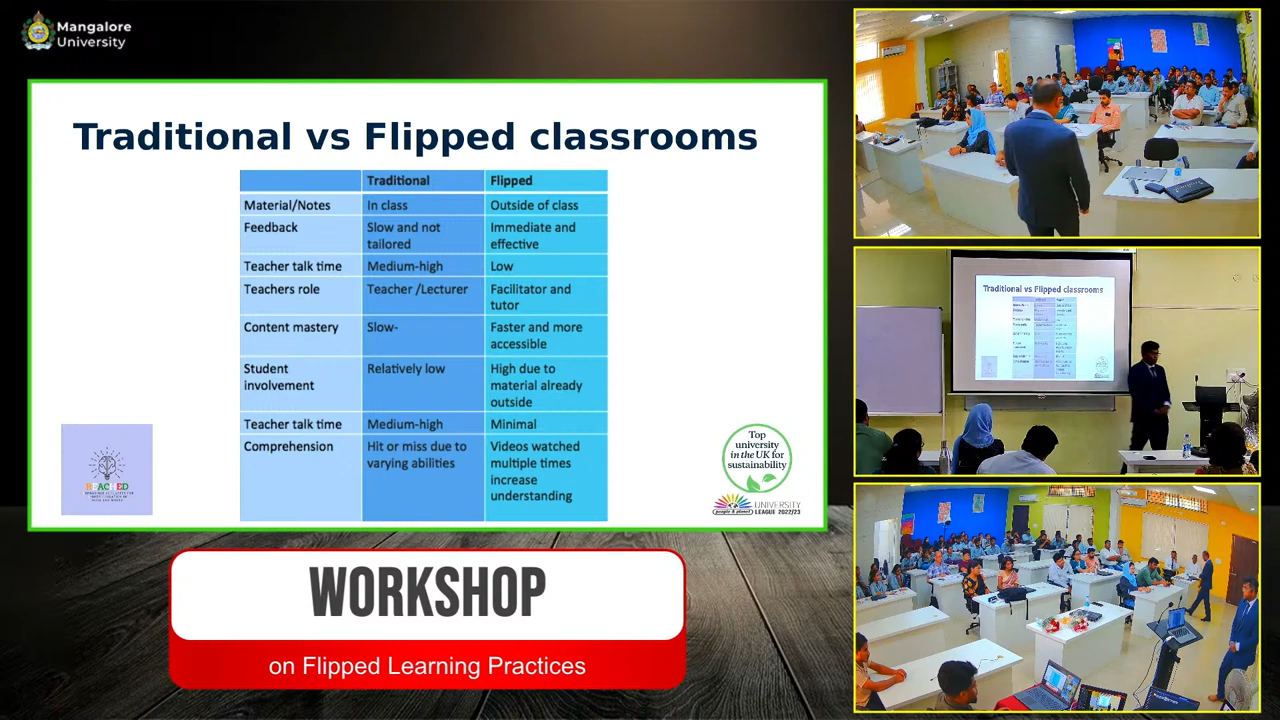 Mangalore
University
Traditional vs Flipped classrooms
Traditional Flipped
Material/Notes In class Outside of class
Feedback Slow and not tailored Immediate and effective
Teacher talk time Medium-high Low
Teachers role Teacher /Lecturer Facilitator and tutor
Content mastery Slow- Faster and more accessible
Student involvement Relatively low High due to material already outside
Teacher talk time Medium-high Minimal
Comprehension Hit or miss due to varying abilities Videos watched multiple times increase understanding
REACHED
Top
university
in the UK for
sustainability
people & planet UNIVERSITY
LEAGUE 2022/23
WORKSHOP
on Flipped Learning Practices
Traditional vs Flipped classrooms